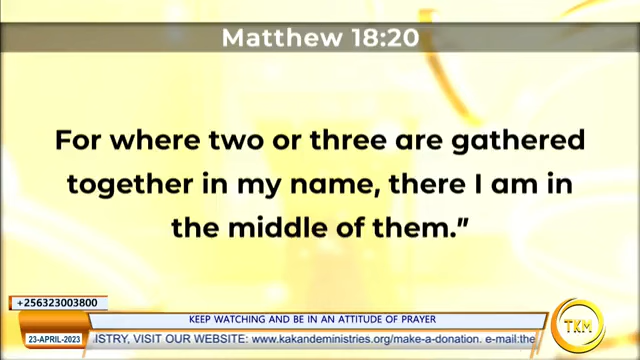 Matthew 18:20
For where two or three are gathered
together in my name, there I am in
the middle of them.”
+256323003800
KEEP WATCHING AND BE IN AN ATTITUDE OF PRAYER
23-APRIL-2023
ISTRY, VISIT OUR WEBSITE: www.kakandeministries.org/make-a-donation. e-mail:the
TKM